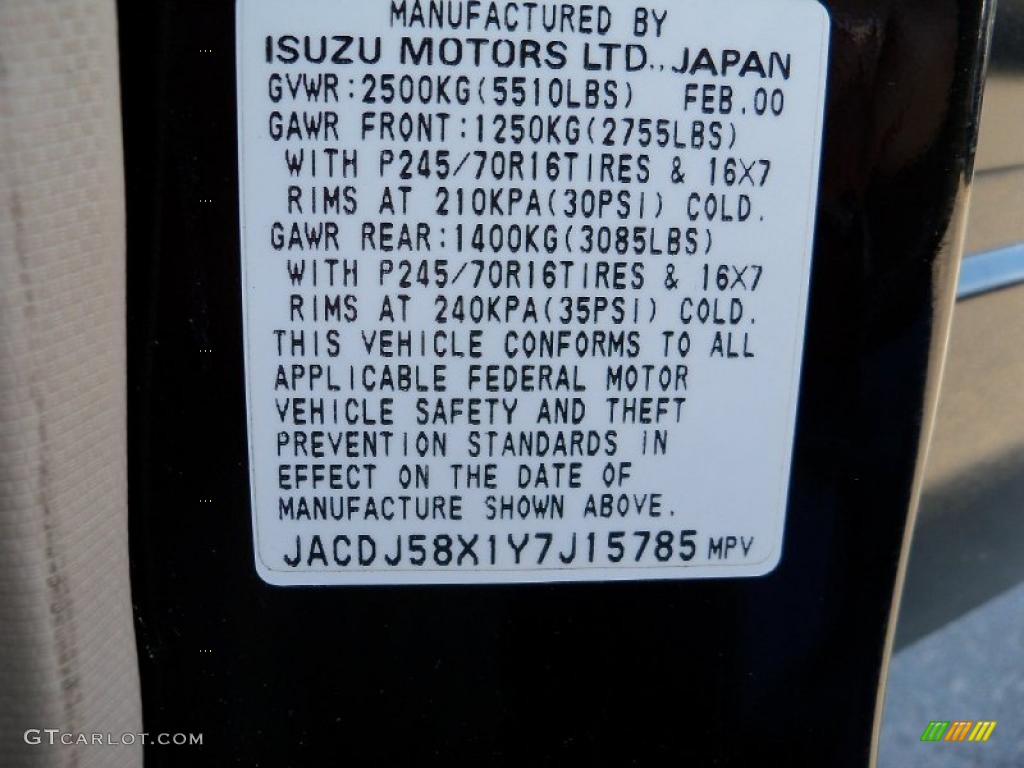 MANUFACTURED BY
ISUZU MOTORS LTD., JAPAN
GVWR:2500KG(5510LBS) FEB.00
GAWR FRONT:1250KG(2755LBS)
WITH P245/70R16TIRES & 16X7
RIMS AT 210KPA(30PSI) COLD.
GAWR REAR:1400KG(3085LBS)
WITH P245/70R16TIRES & 16X7
RIMS AT 240KPA(35PSI) COLD.
THIS VEHICLE CONFORMS TO ALL
APPLICABLE FEDERAL MOTOR
VEHICLE SAFETY AND THEFT
PREVENTION STANDARDS IN
EFFECT ON THE DATE OF
MANUFACTURE SHOWN ABOVE.
JACDJ58X1Y7J15785 MPV
GTCARLOT.COM